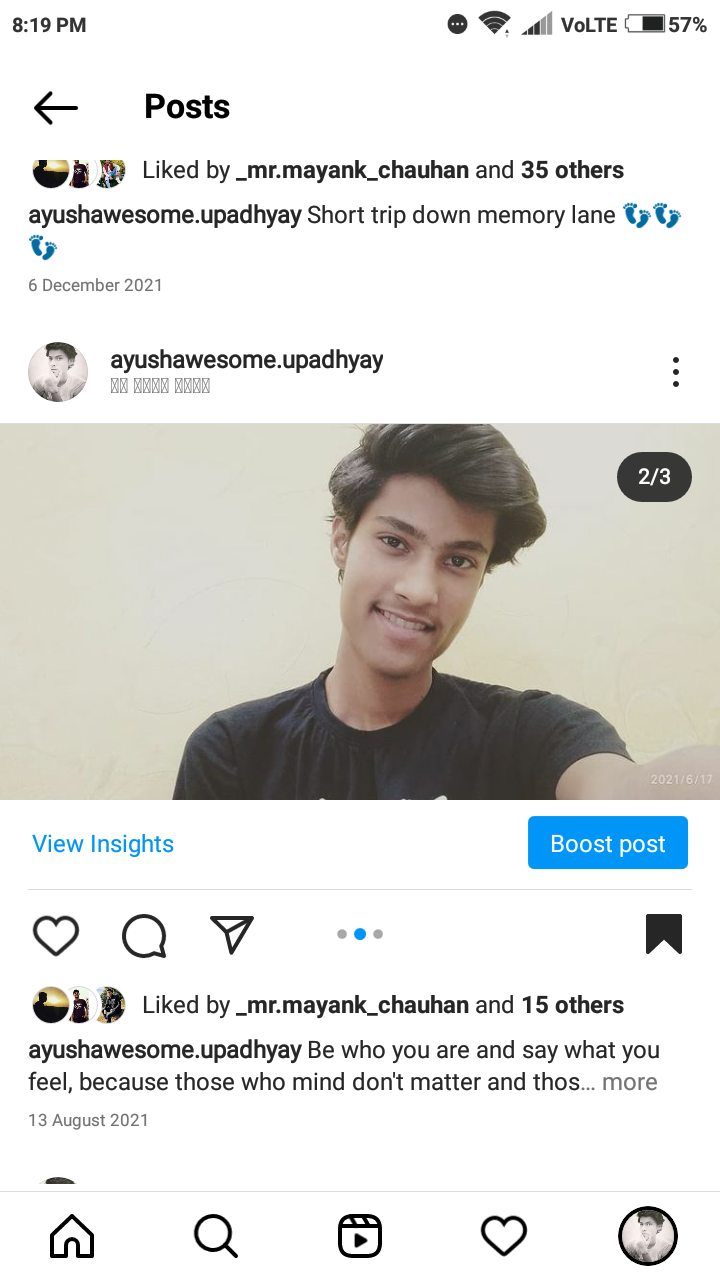 8:19 PM
VoLTE 57%
Posts
Liked by _mr.mayank_chauhan and 35 others
ayushawesome.upadhyay Short trip down memory lane 👣👣
👣
6 December 2021
ayushawesome.upadhyay
2/3
2021/6/17
View Insights
Boost post
Liked by _mr.mayank_chauhan and 15 others
ayushawesome.upadhyay Be who you are and say what you
feel, because those who mind don't matter and thos... more
13 August 2021